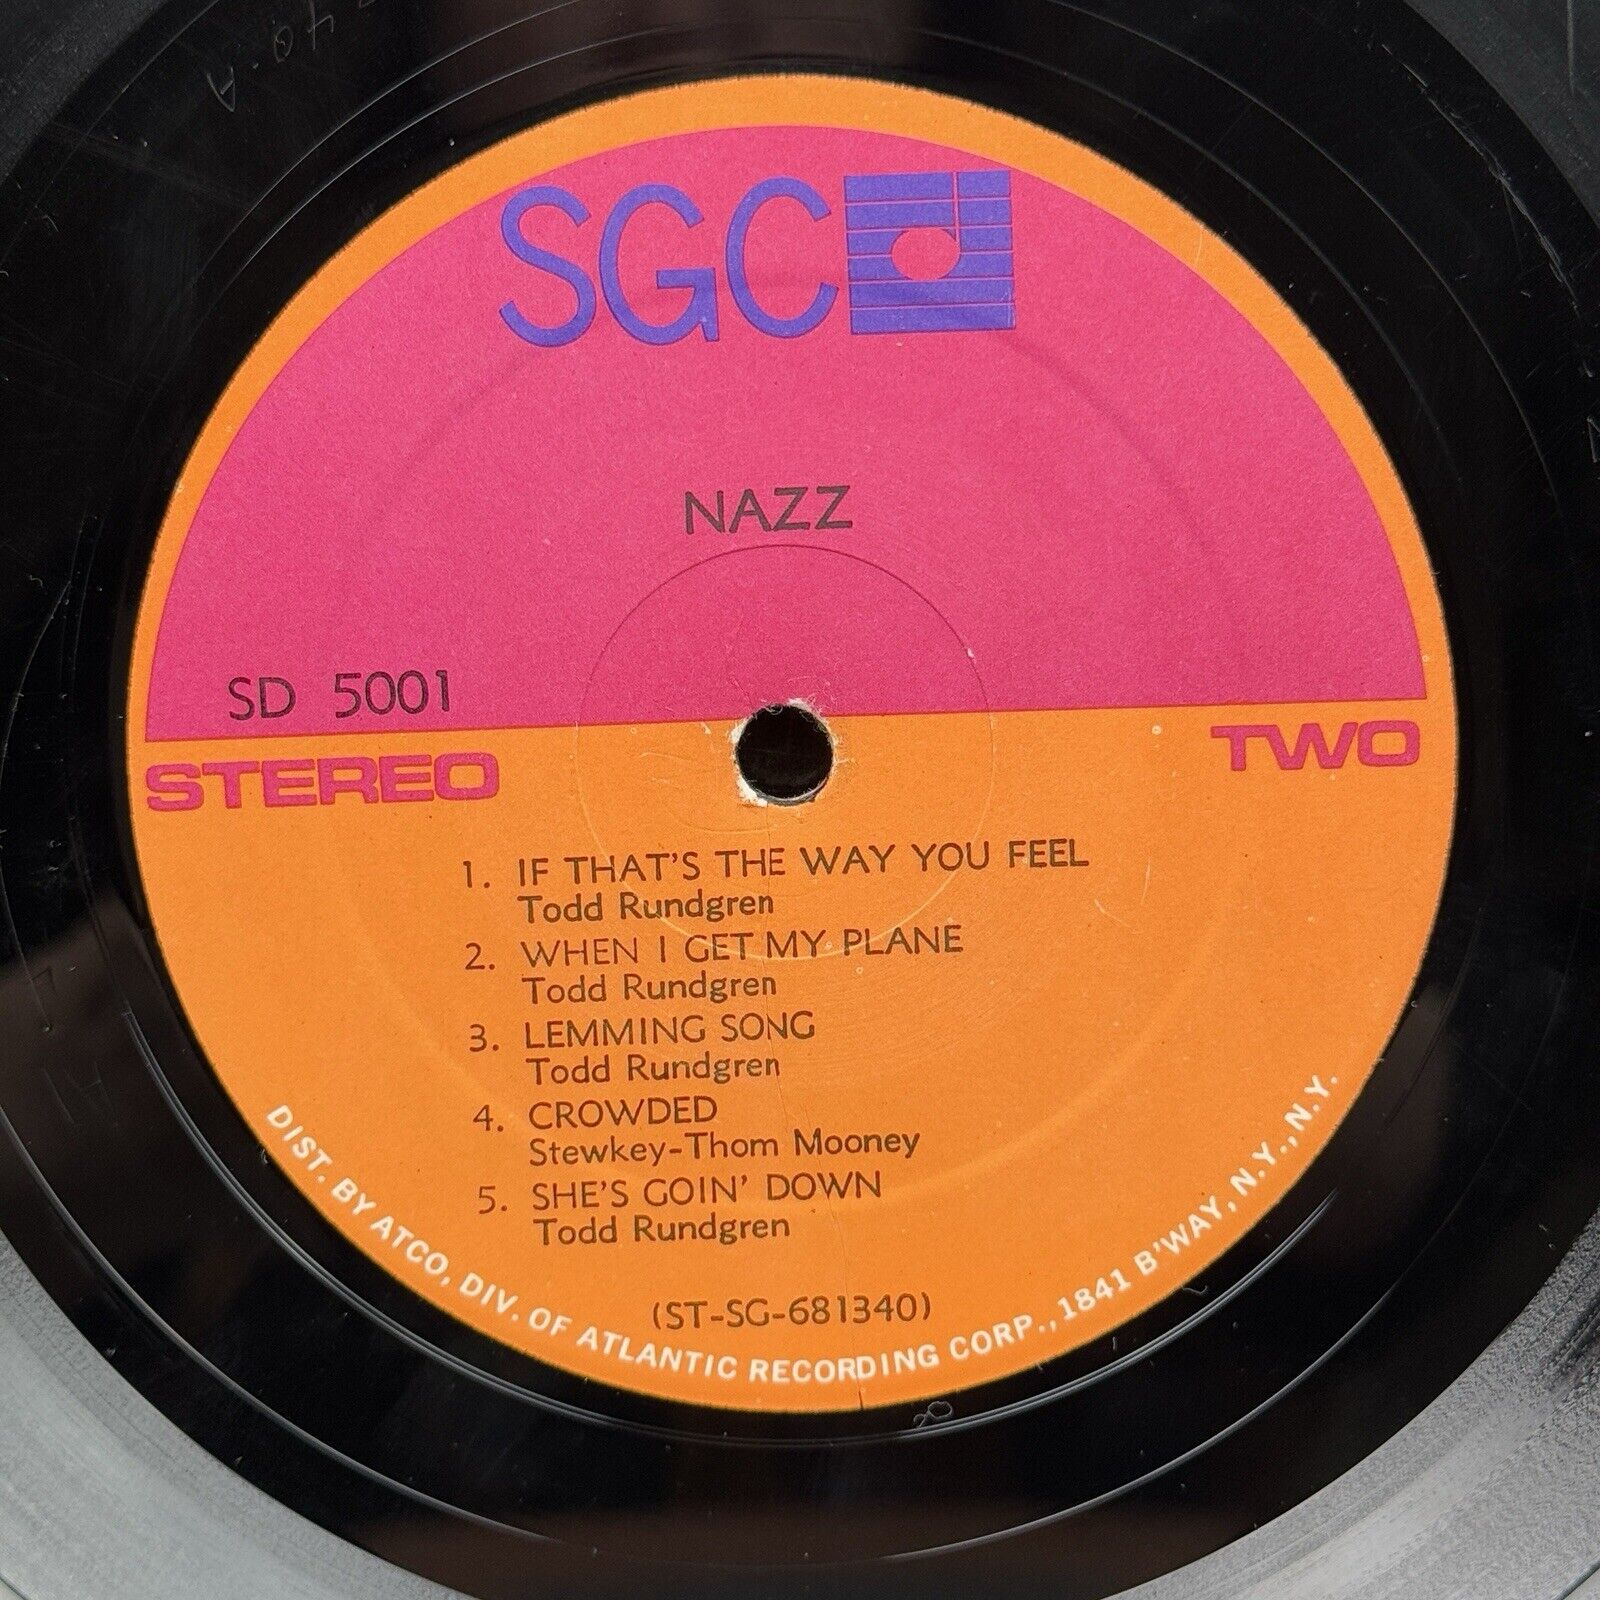 SGC
NAZZ
SD 5001
STEREO
TWO
1. IF THAT'S THE WAY YOU FEEL
Todd Rundgren
2. WHEN I GET MY PLANE
Todd Rundgren
3. LEMMING SONG
Todd Rundgren
4. CROWDED
Stewkey-Thom Mooney
5. SHE'S GOIN' DOWN
Todd Rundgren
(ST-SG-681340)
DIST. BY ATCO, DIV. OF ATLANTIC RECORDING CORP., 1841 B'WAY, N.Y., N.Y.